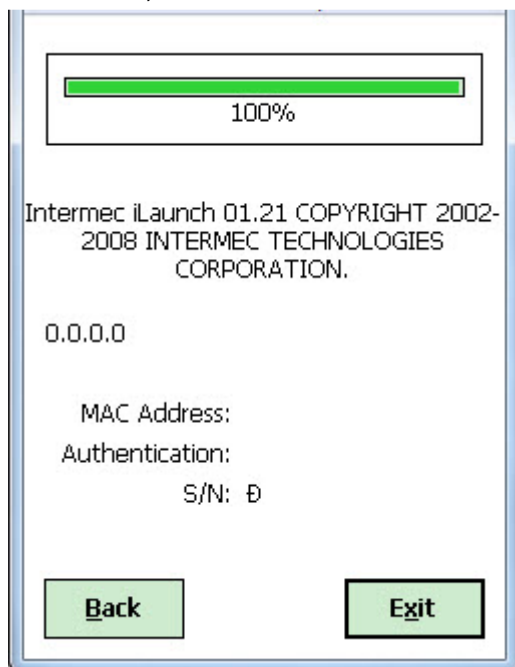 100%
Intermec iLaunch 01.21 COPYRIGHT 2002-
2008 INTERMEC TECHNOLOGIES
CORPORATION.
0.0.0.0
MAC Address:
Authentication:
S/N: Đ
Back
Exit